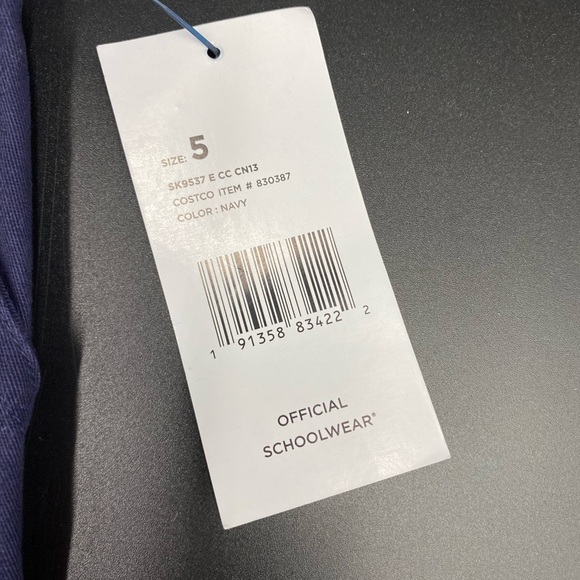 SIZE: 5
SK9537 E CC CN13
COSTCO ITEM # 830387
COLOR : NAVY
1 91358 83422 2
OFFICIAL
SCHOOLWEAR®